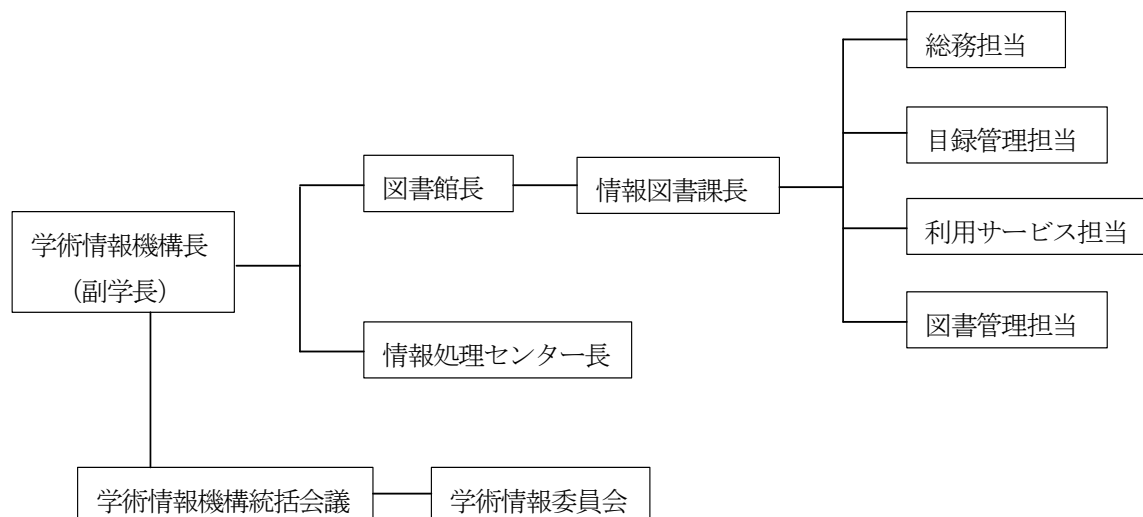 総務担当
目録管理担当
図書館長
情報図書課長
学術情報機構長
(副学長)
利用サービス担当
図書管理担当
情報処理センター長
学術情報機構統括会議
学術情報委員会